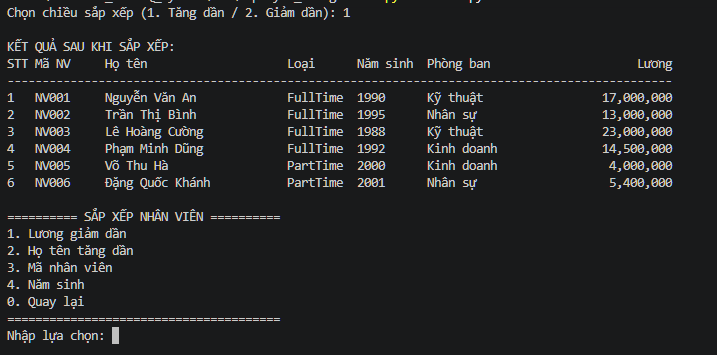 Chọn chiều sắp xếp (1. Tăng dần / 2. Giảm dần): 1
KẾT QUẢ SAU KHI SẮP XẾP:
STT Mã NV Họ tên Loại Năm sinh Phòng ban Lương
-----------------------------------------------------------------------------------------------
1 NV001 Nguyễn Văn An FullTime 1990 Kỹ thuật 17,000,000
2 NV002 Trần Thị Bình FullTime 1995 Nhân sự 13,000,000
3 NV003 Lê Hoàng Cường FullTime 1988 Kỹ thuật 23,000,000
4 NV004 Phạm Minh Dũng FullTime 1992 Kinh doanh 14,500,000
5 NV005 Võ Thu Hà PartTime 2000 Kinh doanh 4,000,000
6 NV006 Đặng Quốc Khánh PartTime 2001 Nhân sự 5,400,000
========== SẮP XẾP NHÂN VIÊN ==========
1. Lương giảm dần
2. Họ tên tăng dần
3. Mã nhân viên
4. Năm sinh
0. Quay lại
=======================================
Nhập lựa chọn: